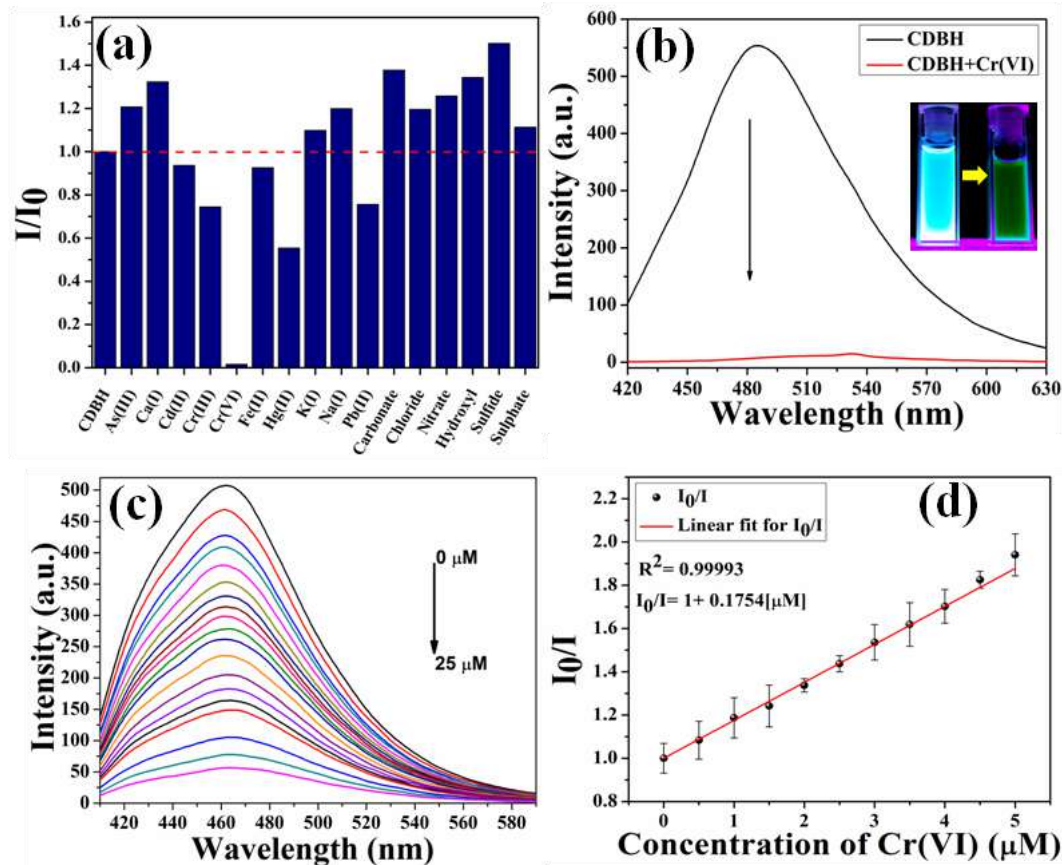 (a)
I/I0
1.6
1.4
1.2
1.0
0.8
0.6
0.4
0.2
0.0
CDBH
As(III)
Ca(I)
Cd(II)
Cr(III)
Cr(VI)
Fe(II)
Hg(II)
K(I)
Na(I)
Pb(II)
Carbonate
Chloride
Nitrate
Hydroxyl
Sulfide
Sulphate
(b)
CDBH
CDBH+Cr(VI)
Intensity (a.u.)
600
500
400
300
200
100
0
420 450 480 510 540 570 600 630
Wavelength (nm)
(c)
Intensity (a.u.)
500
450
400
350
300
250
200
150
100
50
0
0 μM
25 μM
420 440 460 480 500 520 540 560 580
Wavelength (nm)
(d)
I0/I
Linear fit for I0/I
R2= 0.99993
I0/I= 1+ 0.1754[μM]
I0/I
2.2
2.0
1.8
1.6
1.4
1.2
1.0
0.8
0 1 2 3 4 5
Concentration of Cr(VI) (μM)